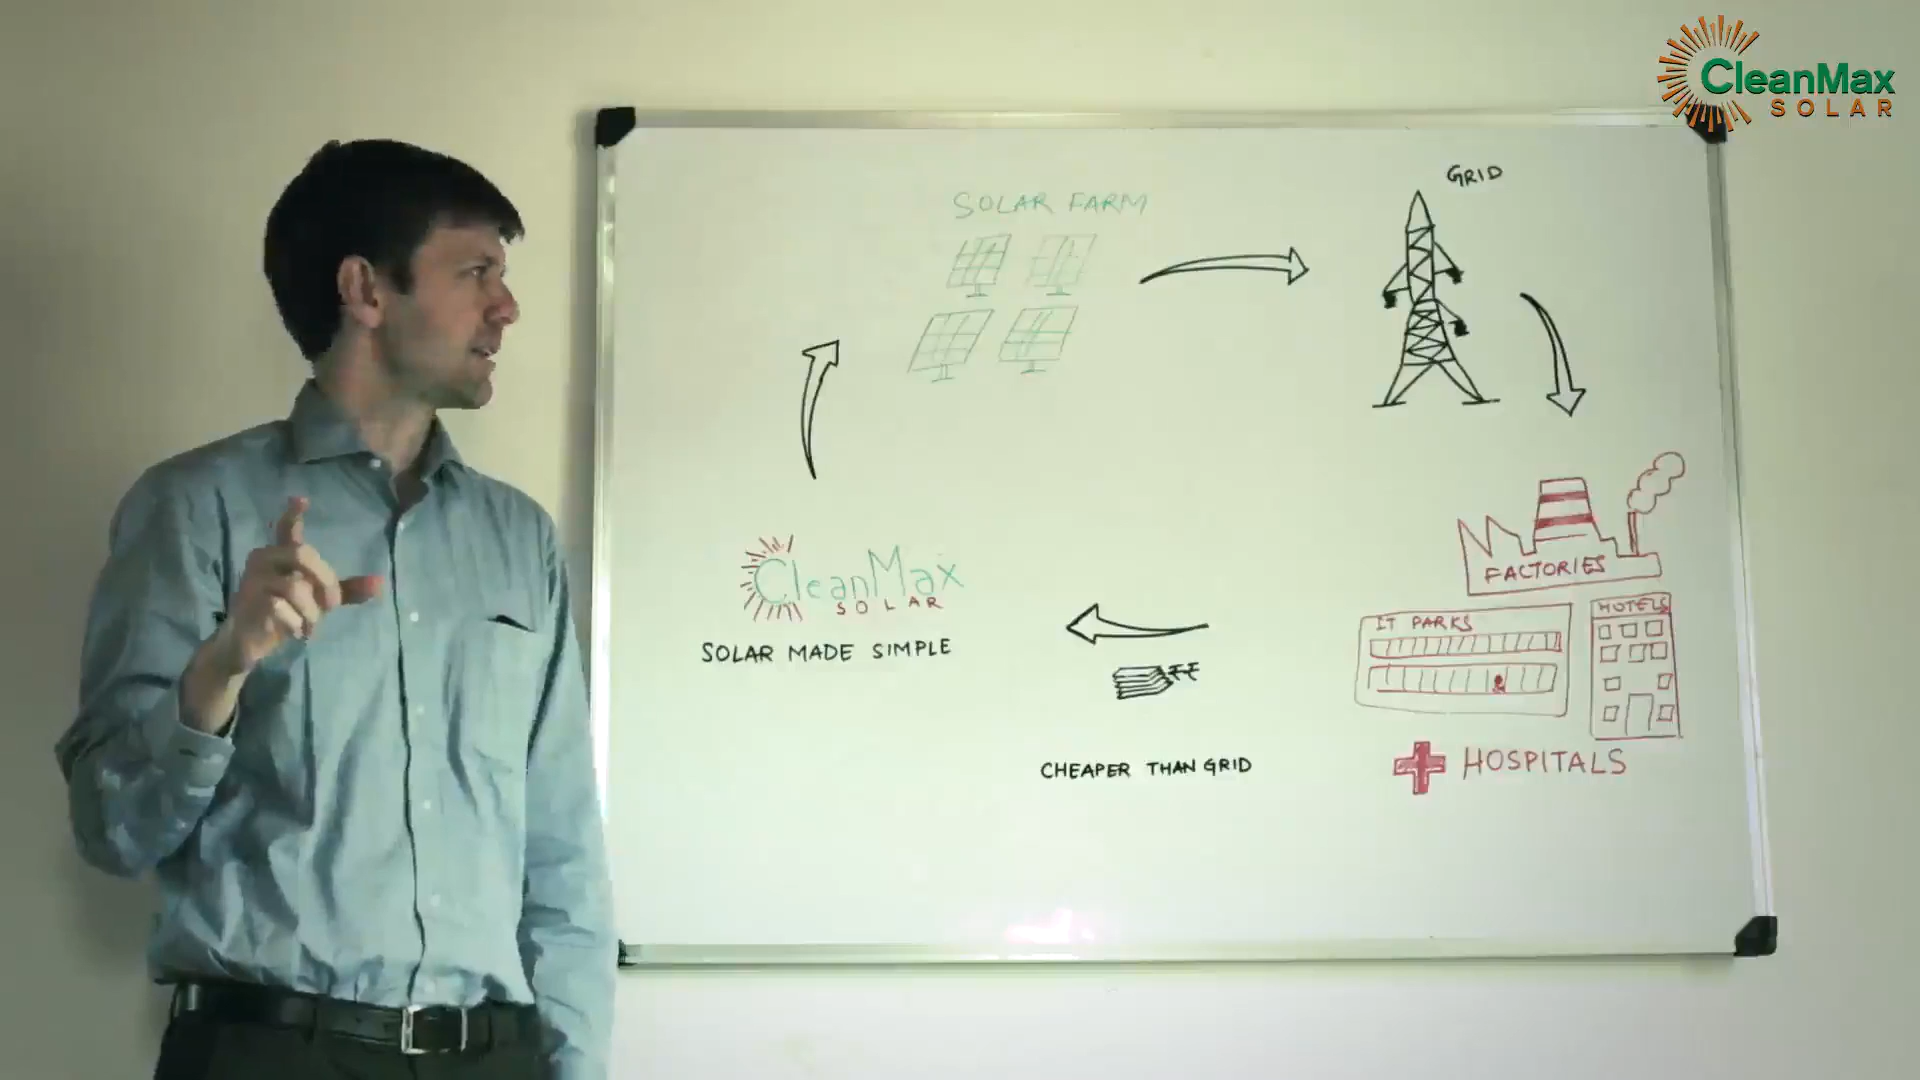 CleanMax
SOLAR
SOLAR FARM
GRID
CleanMax
SOLAR
SOLAR MADE SIMPLE
CHEAPER THAN GRID
FACTORIES
IT PARKS
HOTELS
HOSPITALS